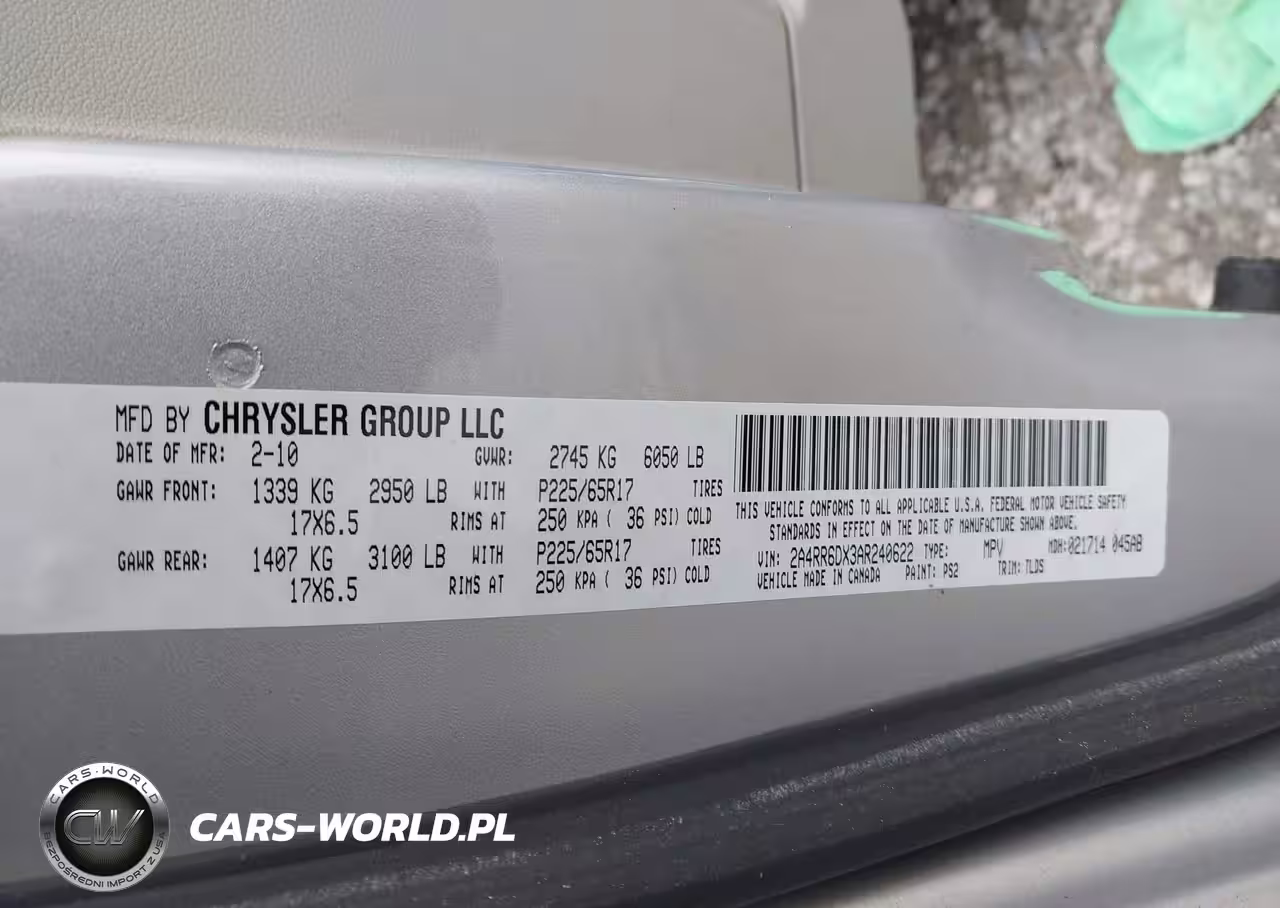 MFD BY CHRYSLER GROUP LLC
DATE OF MFR: 2-10 GVWR: 2745 KG 6050 LB
GAWR FRONT: 1339 KG 2950 LB WITH P225/65R17 TIRES
17X6.5 RIMS AT 250 KPA ( 36 PSI) COLD
GAWR REAR: 1407 KG 3100 LB WITH P225/65R17 TIRES
17X6.5 RIMS AT 250 KPA ( 36 PSI) COLD
THIS VEHICLE CONFORMS TO ALL APPLICABLE U.S.A. FEDERAL MOTOR VEHICLE SAFETY
STANDARDS IN EFFECT ON THE DATE OF MANUFACTURE SHOWN ABOVE.
VIN: 2A4RR6DX3AR240622 TYPE: MPV MDH:021714 045AB
VEHICLE MADE IN CANADA PAINT: PS2 TRIM: TLDS
CARS-WORLD
CW
BEZPOŚREDNI IMPORT Z USA
CARS-WORLD.PL